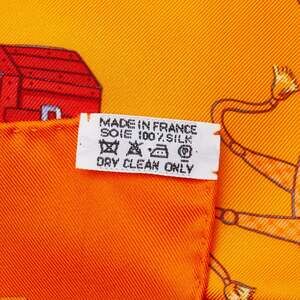 MADE IN FRANCE
SOIE 100% SILK
DRY CLEAN ONLY